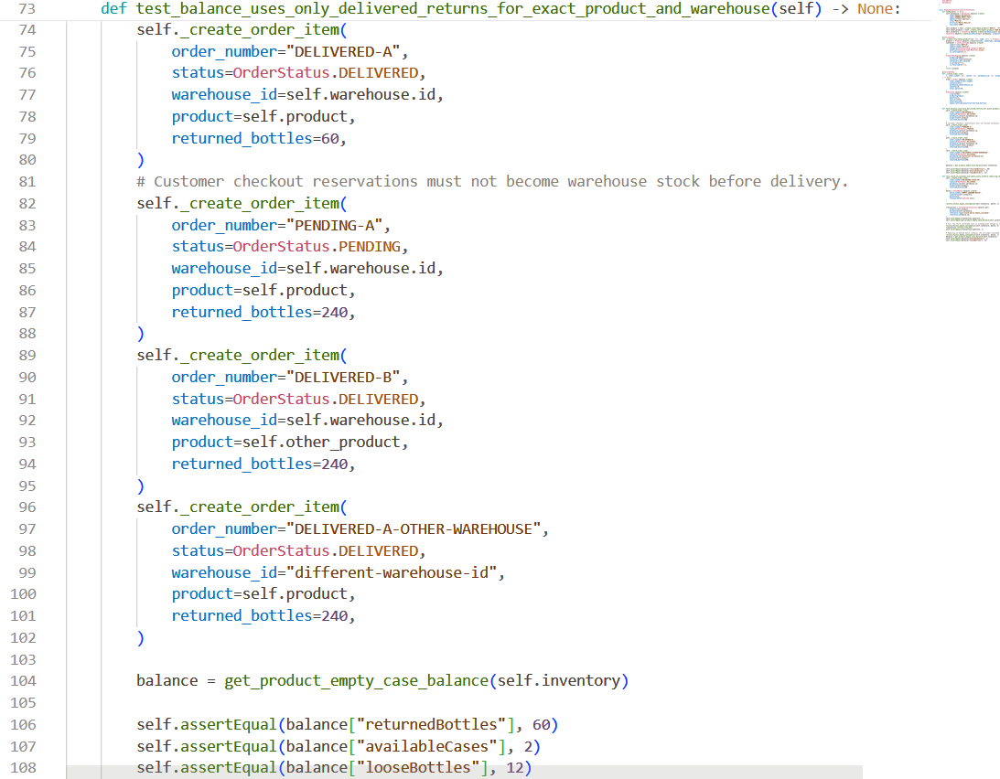 73 def test_balance_uses_only_delivered_returns_for_exact_product_and_warehouse(self) -> None:
74 self._create_order_item(
75 order_number="DELIVERED-A",
76 status=OrderStatus.DELIVERED,
77 warehouse_id=self.warehouse.id,
78 product=self.product,
79 returned_bottles=60,
80 )
81 # Customer checkout reservations must not become warehouse stock before delivery.
82 self._create_order_item(
83 order_number="PENDING-A",
84 status=OrderStatus.PENDING,
85 warehouse_id=self.warehouse.id,
86 product=self.product,
87 returned_bottles=240,
88 )
89 self._create_order_item(
90 order_number="DELIVERED-B",
91 status=OrderStatus.DELIVERED,
92 warehouse_id=self.warehouse.id,
93 product=self.other_product,
94 returned_bottles=240,
95 )
96 self._create_order_item(
97 order_number="DELIVERED-A-OTHER-WAREHOUSE",
98 status=OrderStatus.DELIVERED,
99 warehouse_id="different-warehouse-id",
100 product=self.product,
101 returned_bottles=240,
102 )
103
104 balance = get_product_empty_case_balance(self.inventory)
105
106 self.assertEqual(balance["returnedBottles"], 60)
107 self.assertEqual(balance["availableCases"], 2)
108 self.assertEqual(balance["looseBottles"], 12)